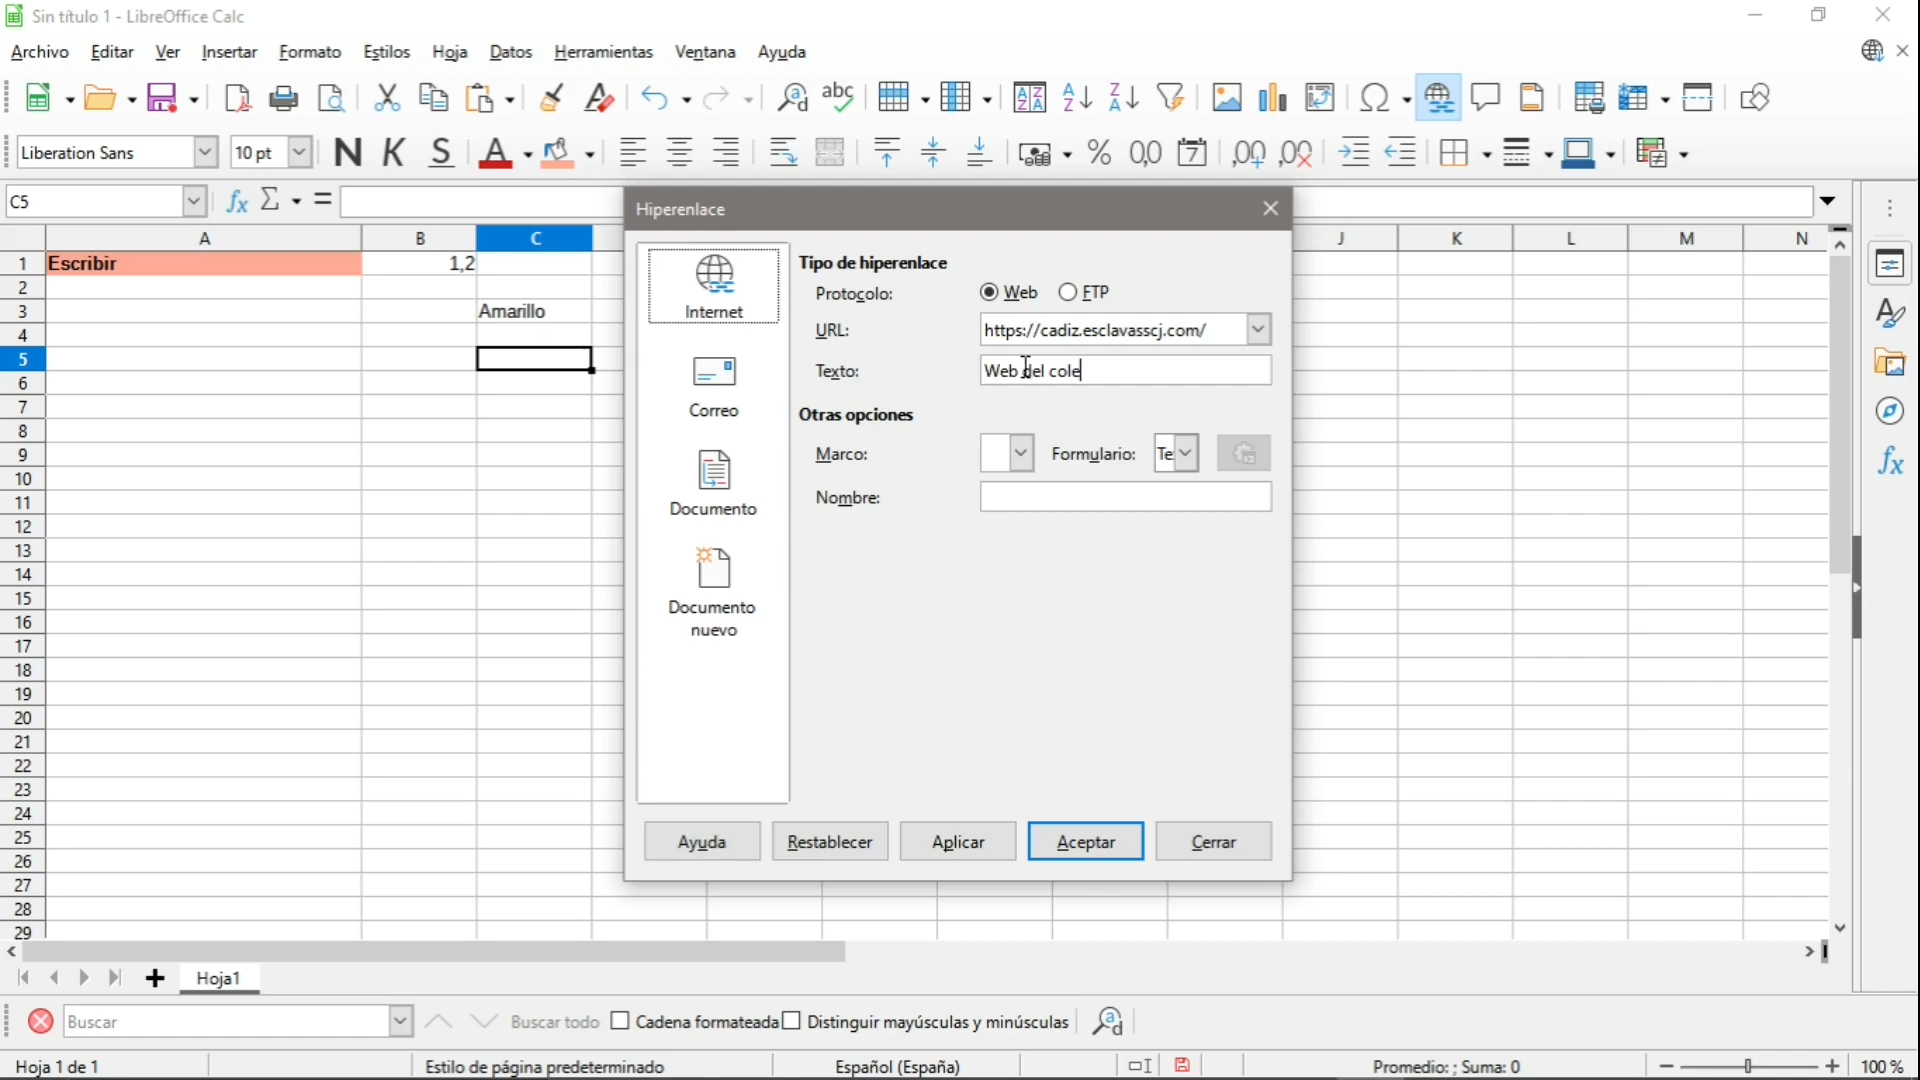 Sin título 1 - LibreOffice Calc
Archivo Editar Ver Insertar Formato Estilos Hoja Datos Herramientas Ventana Ayuda
Liberation Sans 10 pt N K S
C5
Hiperenlace
A B C J K L M N
1 Escribir 1,2
2
3 Amarillo
4
5
6
7
8
9
10
11
12
13
14
15
16
17
18
19
20
21
22
23
24
25
26
27
28
29
Internet
Correo
Documento
Documento
nuevo
Tipo de hiperenlace
Protocolo: Web FTP
URL: https://cadiz.esclavasscj.com/
Texto: Web del cole
Otras opciones
Marco: Formulario: Te
Nombre:
Ayuda Restablecer Aplicar Aceptar Cerrar
Hoja1
Buscar Buscar todo Cadena formateada Distinguir mayúsculas y minúsculas
Hoja 1 de 1 Estilo de página predeterminado Español (España) Promedio: ; Suma: 0 100 %